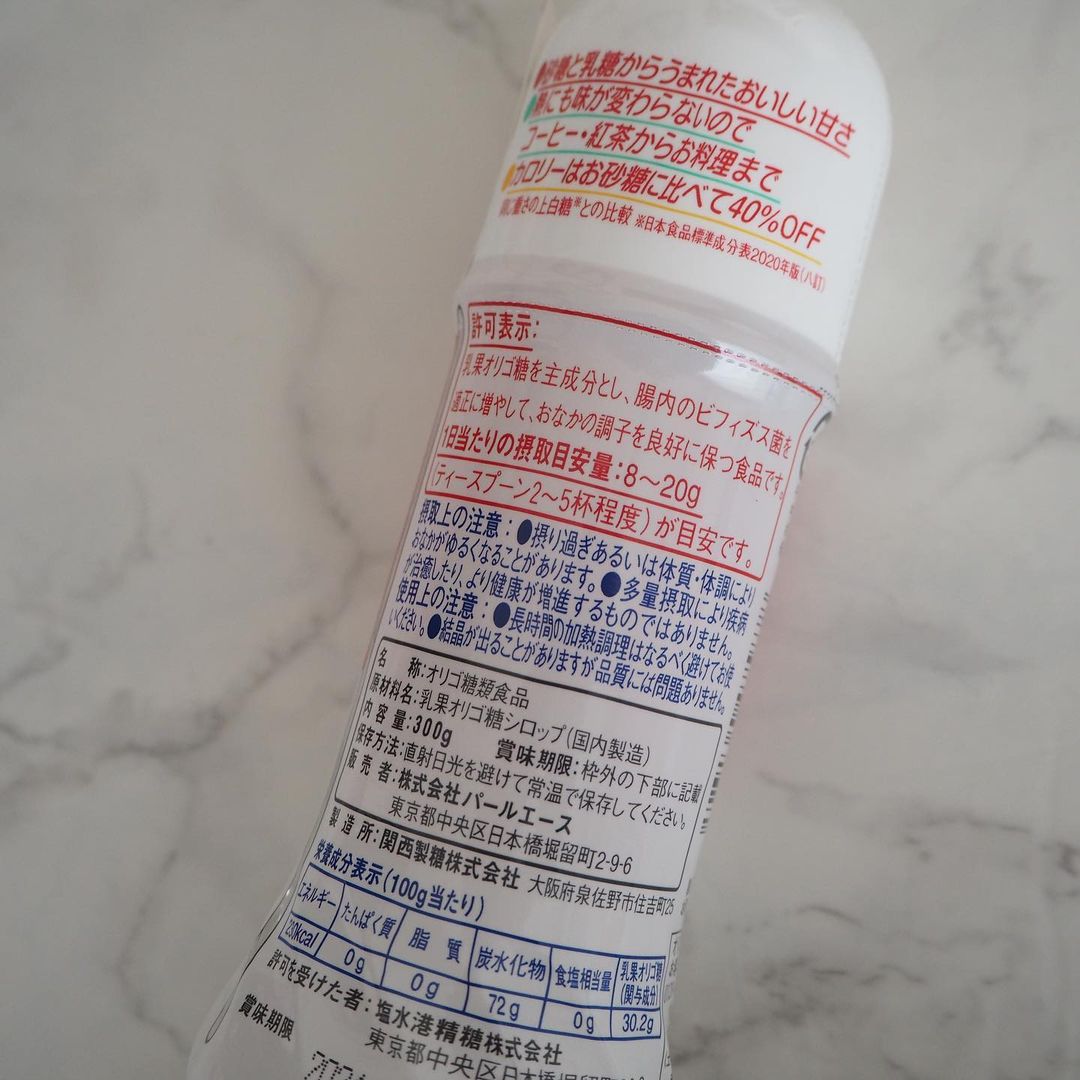 砂糖と乳糖からうまれたおいしい甘さ
熱にも味が変わらないので
コーヒー・紅茶からお料理まで
カロリーはお砂糖に比べて40%OFF
同じ重さの上白糖※との比較 ※日本食品標準成分表2020年版(八訂)
許可表示:
乳果オリゴ糖を主成分とし、腸内のビフィズス菌を
適正に増やして、おなかの調子を良好に保つ食品です。
1日当たりの摂取目安量:8〜20g
(ティースプーン2〜5杯程度)が目安です。
摂取上の注意:●摂り過ぎあるいは体質・体調により
おなかがゆるくなることがあります。●多量摂取により疾病
が治癒したり、より健康が増進するものではありません。
使用上の注意:●長時間の加熱調理はなるべく避けてお使
いください。●結晶が出ることがありますが品質には問題ありません。
名 称:オリゴ糖類食品
原材料名:乳果オリゴ糖シロップ(国内製造)
内容量:300g 賞味期限:枠外の下部に記載
保存方法:直射日光を避けて常温で保存してください。
販売者:株式会社パールエース
東京都中央区日本橋堀留町2-9-6
製造所:関西製糖株式会社 大阪府泉佐野市住吉町25
栄養成分表示(100g当たり)
エネルギー たんぱく質 脂質 炭水化物 食塩相当量 乳果オリゴ糖(関与成分)
kcal 0g 0g 72g 0g 30.2g
許可を受けた者:塩水港精糖株式会社
東京都中央区日本橋堀留町
賞味期限